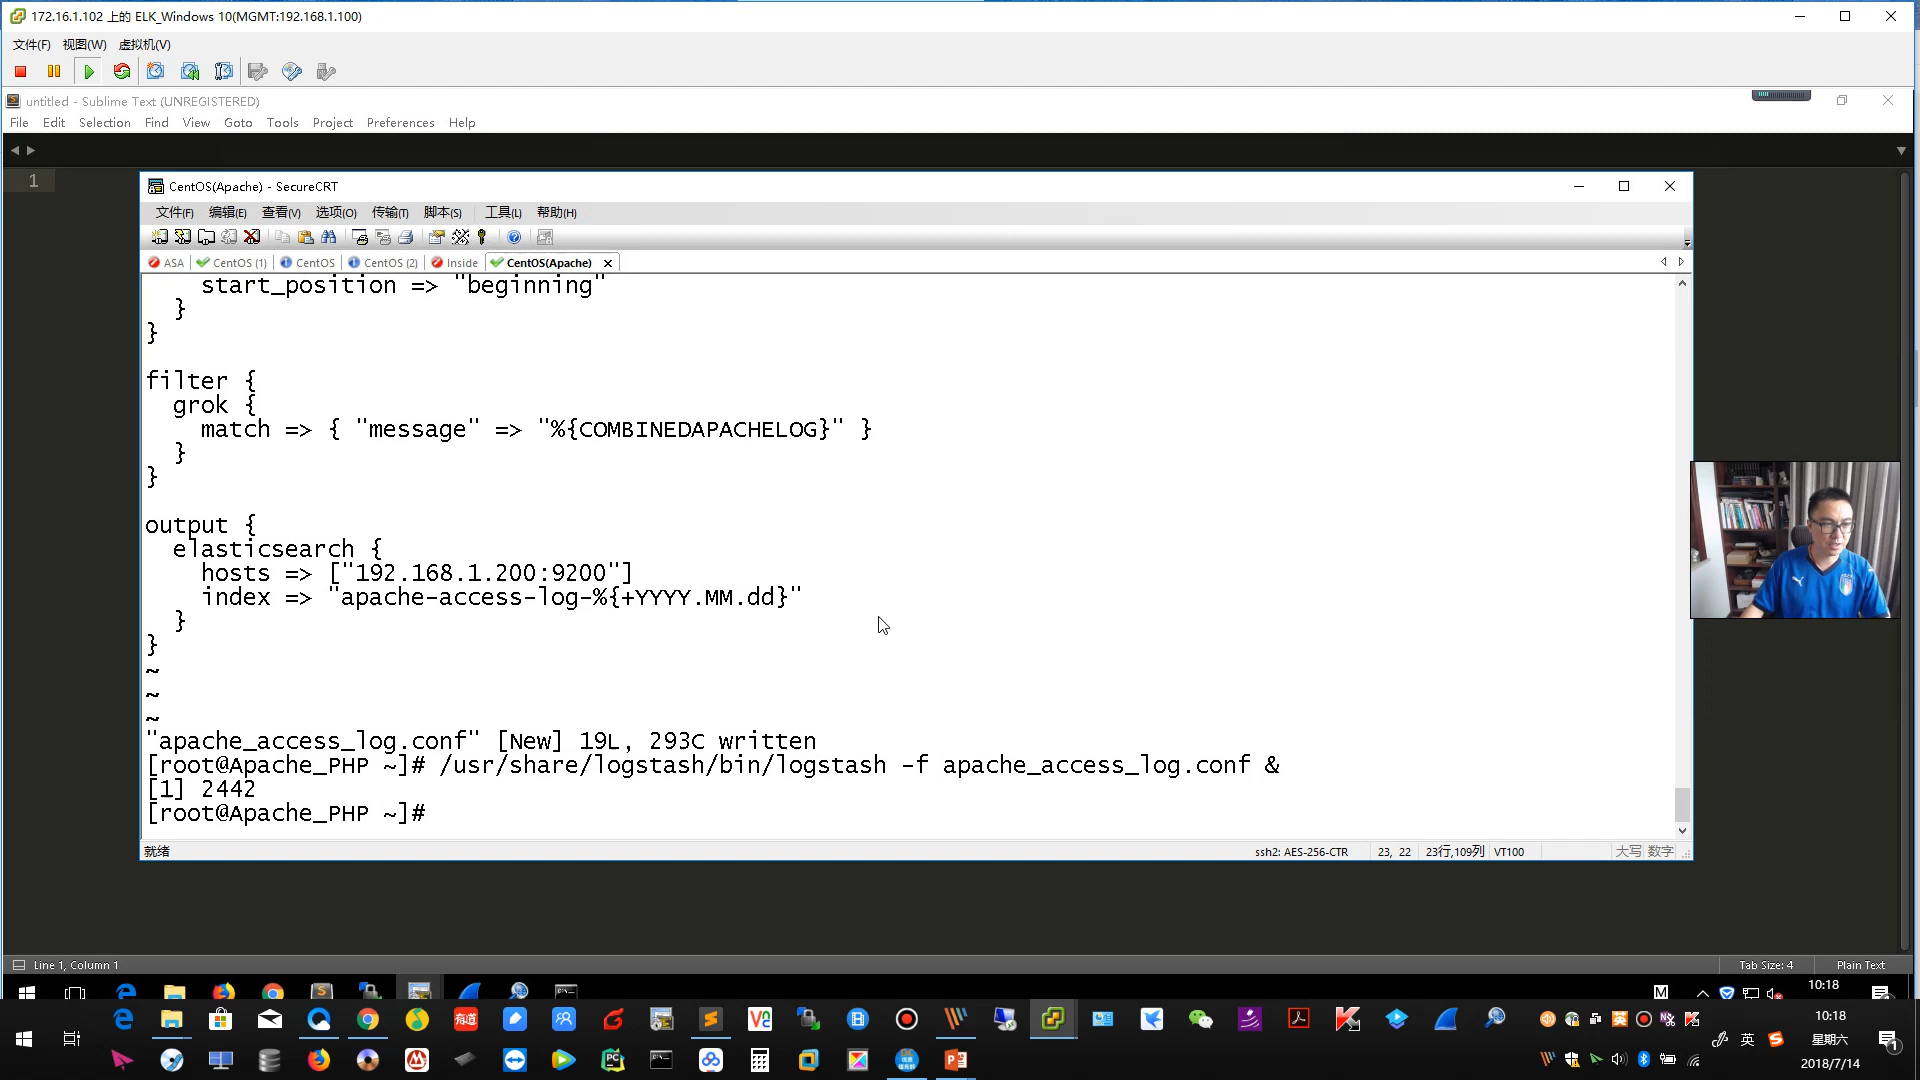 172.16.1.102 上的 ELK_Windows 10(MGMT:192.168.1.100)
文件(F) 视图(W) 虚拟机(V)
untitled - Sublime Text (UNREGISTERED)
File Edit Selection Find View Goto Tools Project Preferences Help
1
CentOS(Apache) - SecureCRT
文件(F) 编辑(E) 查看(V) 选项(O) 传输(T) 脚本(S) 工具(L) 帮助(H)
ASA CentOS (1) CentOS CentOS (2) Inside CentOS(Apache)
start_position => "beginning"
}
}
filter {
grok {
match => { "message" => "%{COMBINEDAPACHELOG}" }
}
}
output {
elasticsearch {
hosts => ["192.168.1.200:9200"]
index => "apache-access-log-%{+YYYY.MM.dd}"
}
}
~
~
~
"apache_access_log.conf" [New] 19L, 293C written
[root@Apache_PHP ~]# /usr/share/logstash/bin/logstash -f apache_access_log.conf &
[1] 2442
[root@Apache_PHP ~]#
就绪 ssh2: AES-256-CTR 23, 22 23行,109列 VT100 大写 数字
Line 1, Column 1 Tab Size: 4 Plain Text
M 10:18
有道 10:18
英 星期六
2018/7/14
1